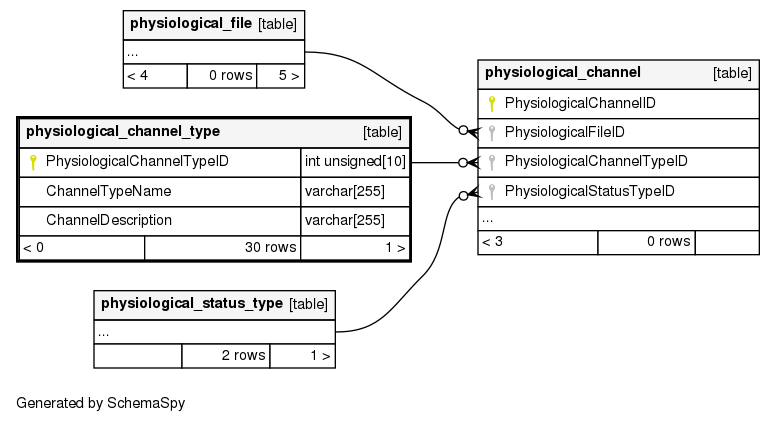 physiological_file [table]
...
< 4 0 rows 5 >
physiological_channel_type [table]
PhysiologicalChannelTypeID int unsigned[10]
ChannelTypeName varchar[255]
ChannelDescription varchar[255]
< 0 30 rows 1 >
physiological_status_type [table]
...
2 rows 1 >
physiological_channel [table]
PhysiologicalChannelID
PhysiologicalFileID
PhysiologicalChannelTypeID
PhysiologicalStatusTypeID
...
< 3 0 rows
Generated by SchemaSpy